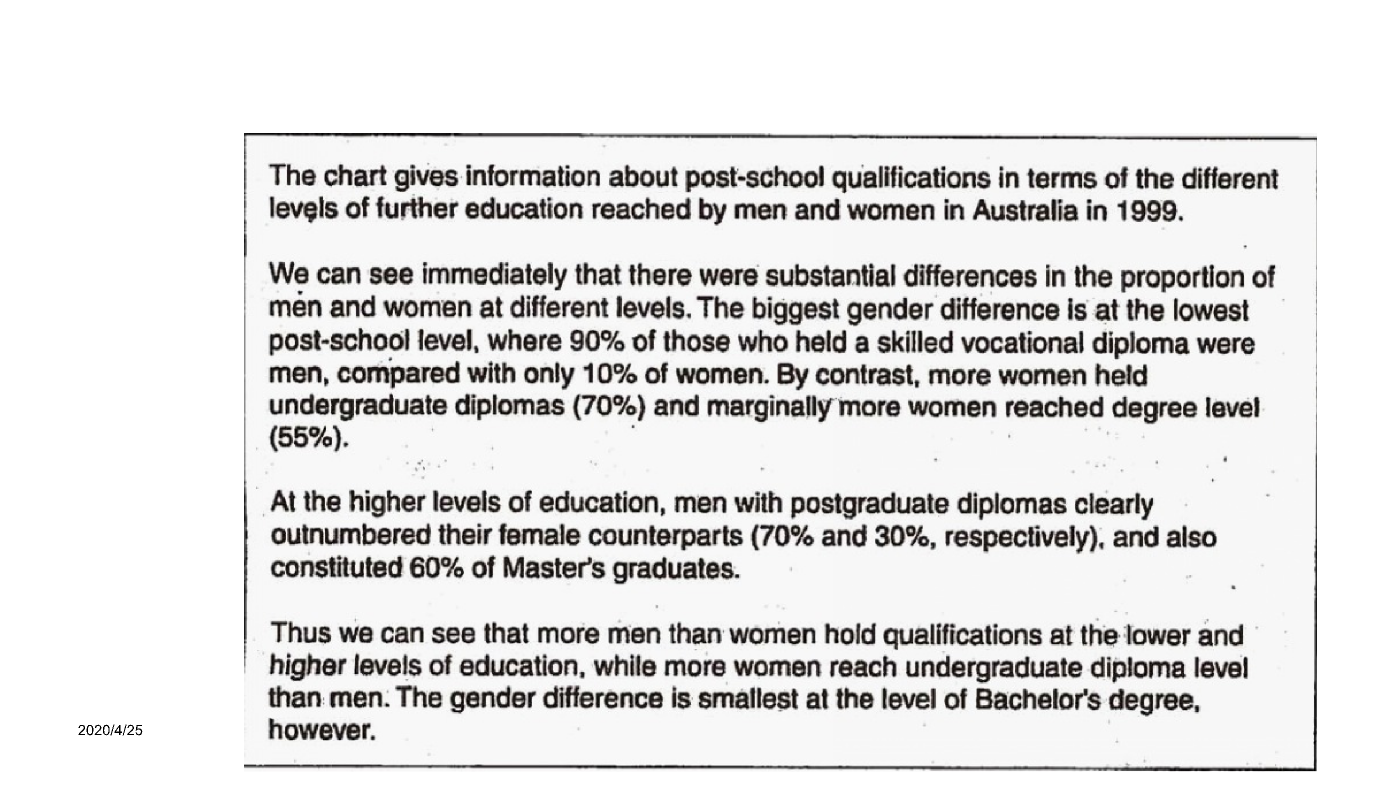 The chart gives information about post-school qualifications in terms of the different
levels of further education reached by men and women in Australia in 1999.
We can see immediately that there were substantial differences in the proportion of
men and women at different levels. The biggest gender difference is at the lowest
post-school level, where 90% of those who held a skilled vocational diploma were
men, compared with only 10% of women. By contrast, more women held
undergraduate diplomas (70%) and marginally more women reached degree level
(55%).
At the higher levels of education, men with postgraduate diplomas clearly
outnumbered their female counterparts (70% and 30%, respectively), and also
constituted 60% of Master's graduates.
Thus we can see that more men than women hold qualifications at the lower and
higher levels of education, while more women reach undergraduate diploma level
than men. The gender difference is smallest at the level of Bachelor's degree,
however.
2020/4/25